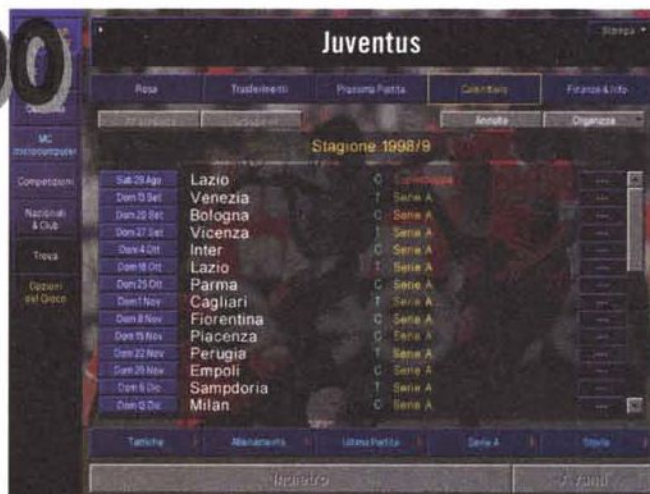 00
Juventus
Stampa
Rosa Trasferimenti Prossima Partita Calendario Finanze & Info
Annulla Organizza
Stagione 1998/9
MC microcomputer
Competizioni
Nazionali & Club
Trova
Opzioni del Gioco
Sab 29 Ago Lazio C Supercoppa ---
Dom 13 Set Venezia T Serie A ---
Dom 20 Set Bologna C Serie A ---
Dom 27 Set Vicenza T Serie A ---
Dom 4 Ott Inter C Serie A ---
Dom 18 Ott Lazio T Serie A ---
Dom 25 Ott Parma C Serie A ---
Dom 1 Nov Cagliari T Serie A ---
Dom 8 Nov Fiorentina C Serie A ---
Dom 15 Nov Piacenza T Serie A ---
Dom 22 Nov Perugia T Serie A ---
Dom 29 Nov Empoli C Serie A ---
Dom 6 Dic Sampdoria T Serie A ---
Dom 13 Dic Milan C Serie A ---
Tattiche Allenamento Ultima Partita Serie A Storia
Indietro Avanti